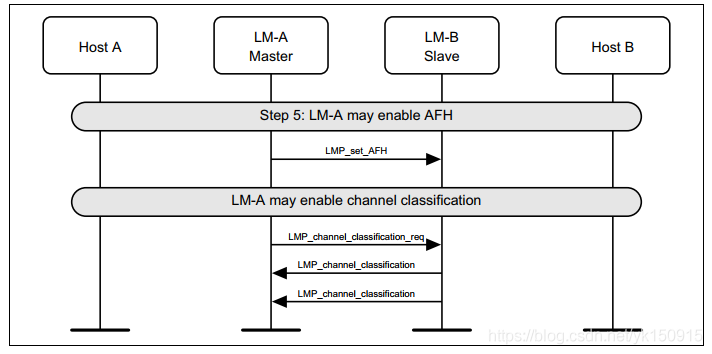 Host A
LM-A
Master
LM-B
Slave
Host B
Step 5: LM-A may enable AFH
LMP_set_AFH
LM-A may enable channel classification
LMP_channel_classification_req
LMP_channel_classification
LMP_channel_classification
https://blog.csdn.net/yk150915